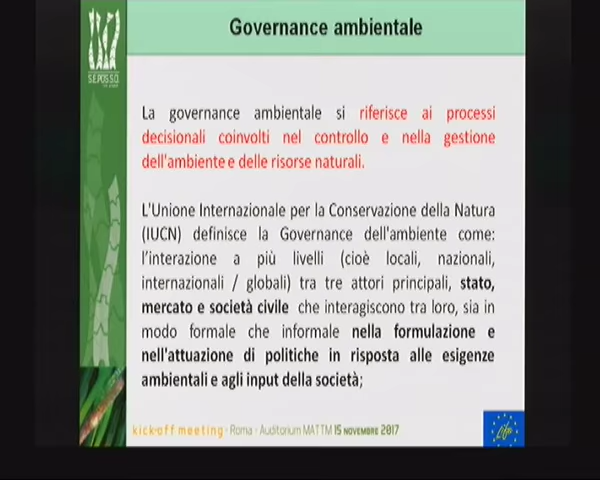 Governance ambientale
S.E.POS.S.O.
La governance ambientale si riferisce ai processi
decisionali coinvolti nel controllo e nella gestione
dell'ambiente e delle risorse naturali.
L'Unione Internazionale per la Conservazione della Natura
(IUCN) definisce la Governance dell'ambiente come:
l'interazione a più livelli (cioè locali, nazionali,
internazionali / globali) tra tre attori principali, stato,
mercato e società civile che interagiscono tra loro, sia in
modo formale che informale nella formulazione e
nell'attuazione di politiche in risposta alle esigenze
ambientali e agli input della società;
kick-off meeting - Roma - Auditorium MATTM 15 NOVEMBRE 2017
Life